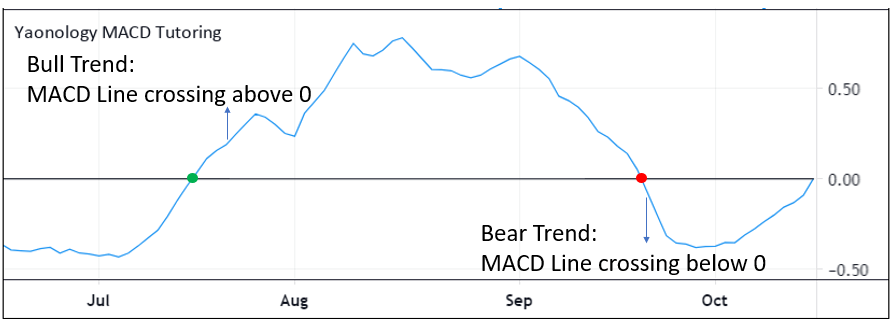 Yaonology MACD Tutoring
Bull Trend:
MACD Line crossing above 0
0.50
0.00
Bear Trend:
MACD Line crossing below 0
−0.50
Jul Aug Sep Oct